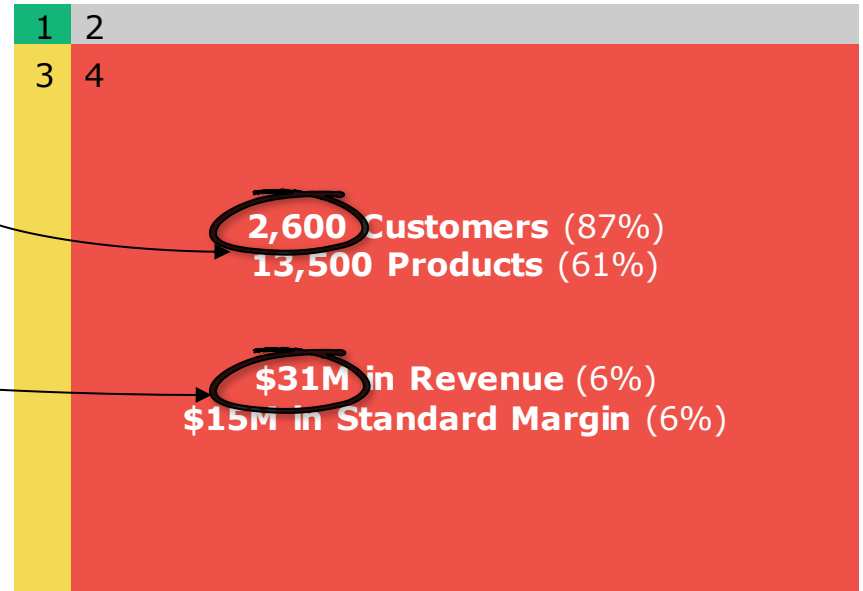 1 2
3 4
2,600 Customers (87%)
13,500 Products (61%)
$31M in Revenue (6%)
$15M in Standard Margin (6%)